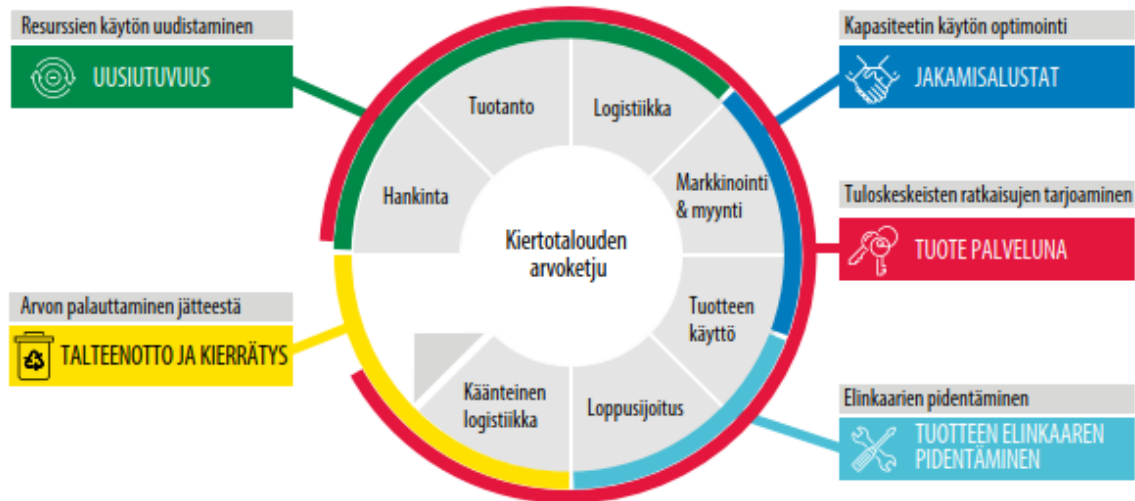 Resurssien käytön uudistaminen
UUSIUTUVUUS
Arvon palauttaminen jätteestä
TALTEENOTTO JA KIERRÄTYS
Tuotanto
Logistiikka
Hankinta
Markkinointi
& myynti
Kiertotalouden
arvoketju
Tuotteen
käyttö
Käänteinen
logistiikka
Loppusijoitus
Kapasiteetin käytön optimointi
JAKAMISALUSTAT
Tuloskeskeisten ratkaisujen tarjoaminen
TUOTE PALVELUNA
Elinkaarien pidentäminen
TUOTTEEN ELINKAAREN
PIDENTÄMINEN